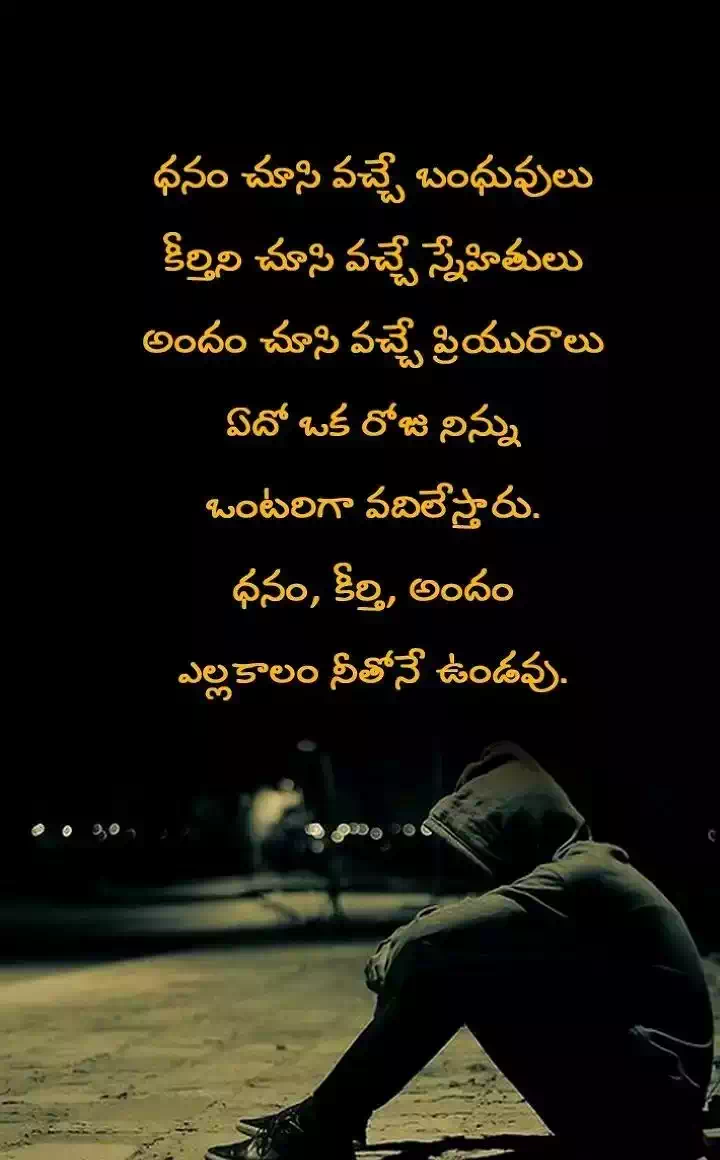 ధనం చూసి వచ్చే బంధువులు
కీర్తిని చూసి వచ్చే స్నేహితులు
అందం చూసి వచ్చే ప్రియురాలు
ఏదో ఒక రోజు నిన్ను
ఒంటరిగా వదిలేస్తారు.
ధనం, కీర్తి, అందం
ఎల్లకాలం నీతోనే ఉండవు.